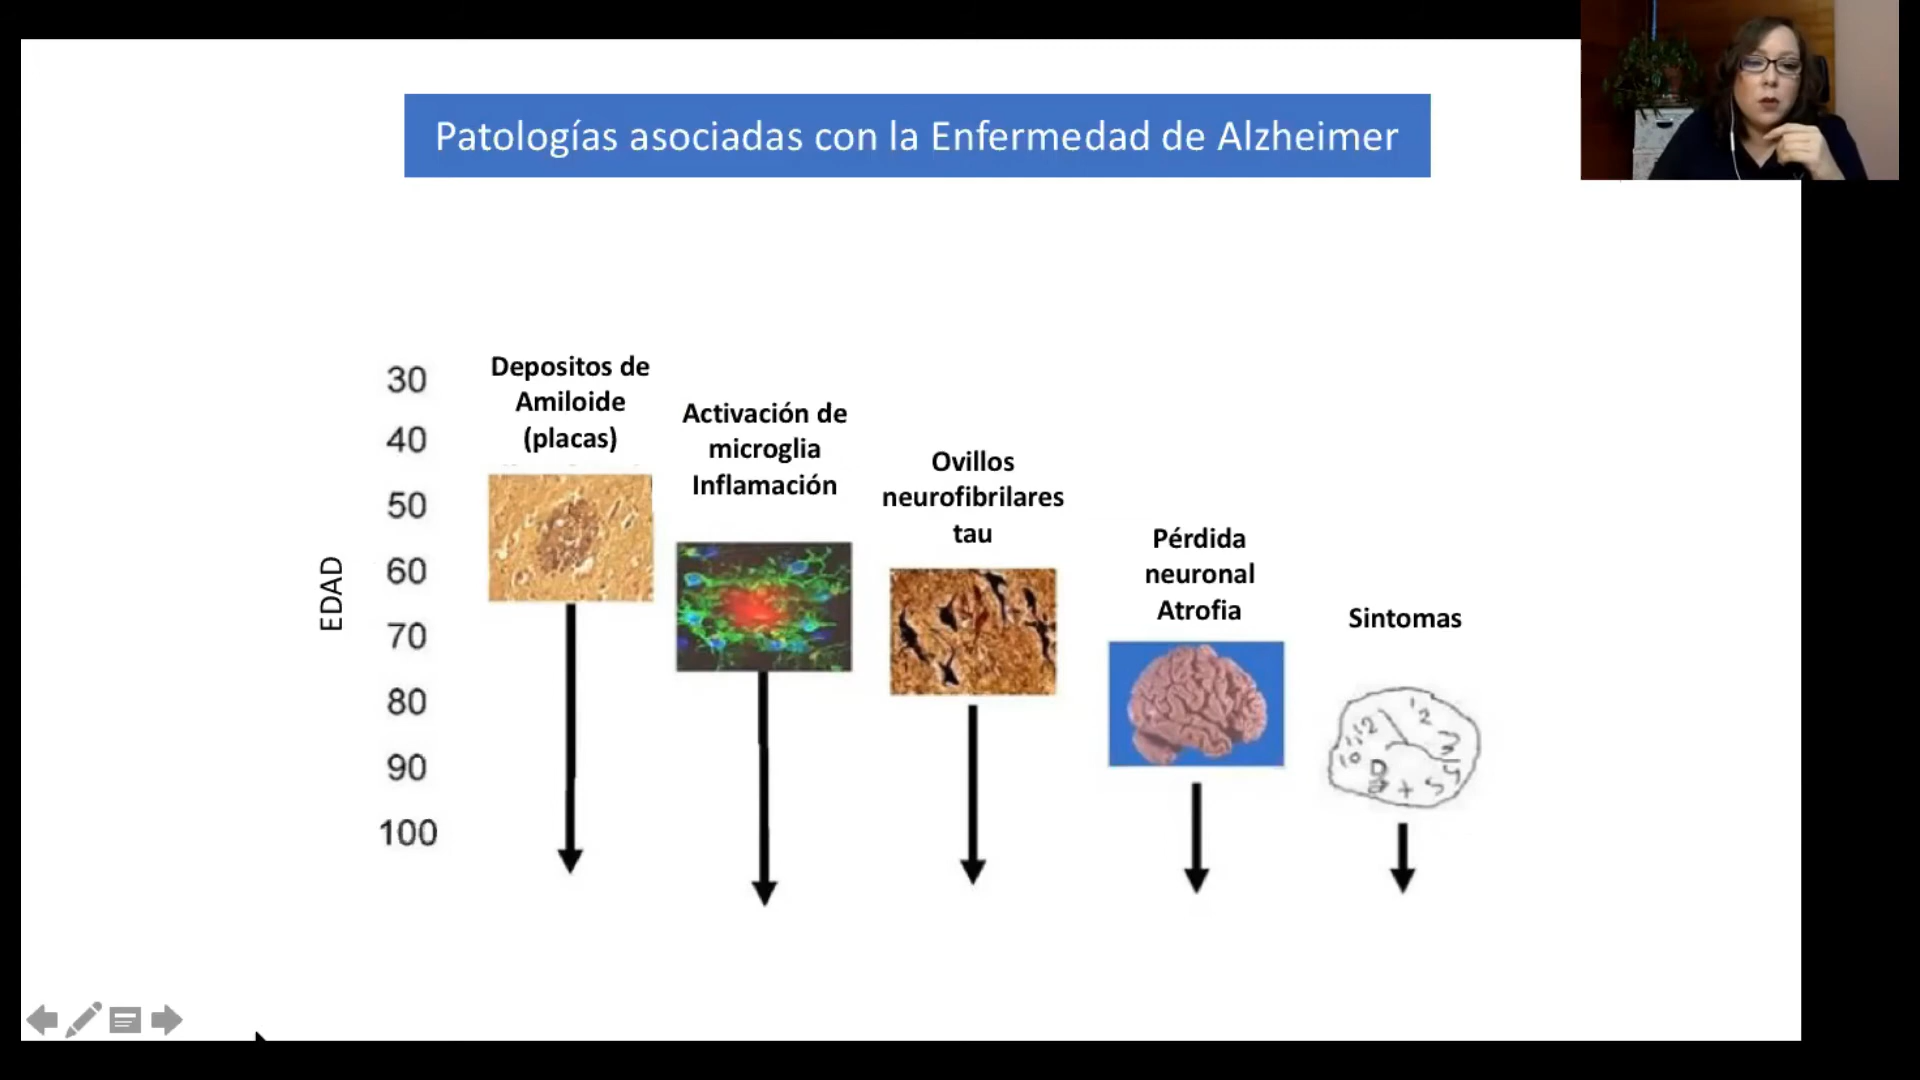 Patologías asociadas con la Enfermedad de Alzheimer
EDAD
30
40
50
60
70
80
90
100
Depositos de
Amiloide
(placas)
Activación de
microglia
Inflamación
Ovillos
neurofibrilares
tau
Pérdida
neuronal
Atrofia
Sintomas